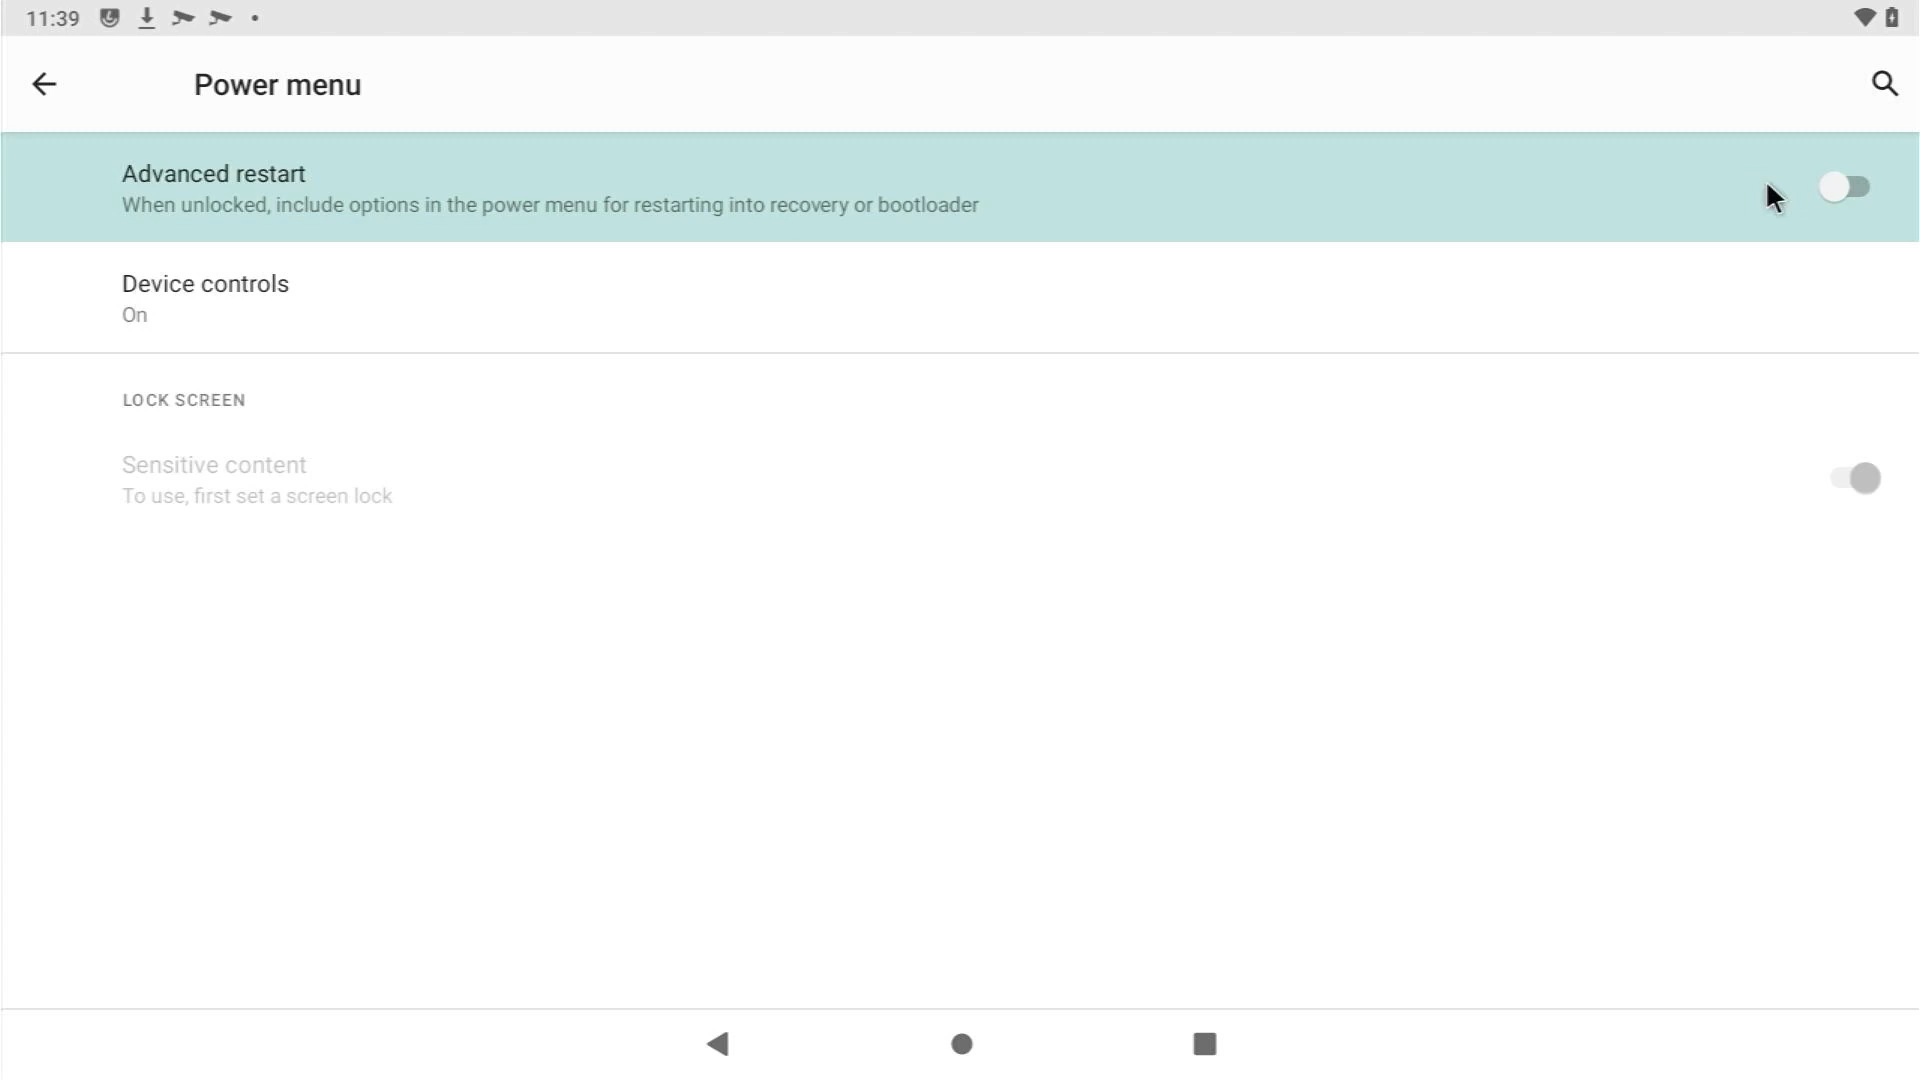 11:39
Power menu
Advanced restart
When unlocked, include options in the power menu for restarting into recovery or bootloader
Device controls
On
LOCK SCREEN
Sensitive content
To use, first set a screen lock